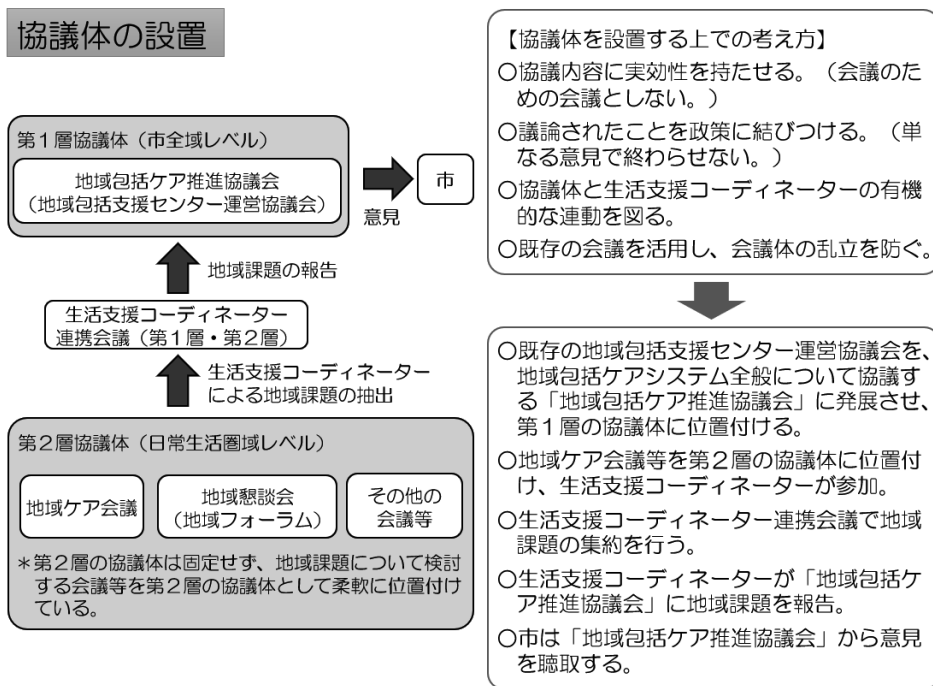 協議体の設置
第１層協議体（市全域レベル）
地域包括ケア推進協議会
（地域包括支援センター運営協議会）
意見
市
地域課題の報告
生活支援コーディネーター
連携会議（第１層・第２層）
生活支援コーディネーター
による地域課題の抽出
第２層協議体（日常生活圏域レベル）
地域ケア会議
地域懇談会
（地域フォーラム）
その他の
会議等
＊第２層の協議体は固定せず、地域課題について検討
する会議等を第２層の協議体として柔軟に位置付け
ている。
【協議体を設置する上での考え方】
○協議内容に実効性を持たせる。（会議のた
めの会議としない。）
○議論されたことを政策に結びつける。（単
なる意見で終わらせない。）
○協議体と生活支援コーディネーターの有機
的な連動を図る。
○既存の会議を活用し、会議体の乱立を防ぐ。
○既存の地域包括支援センター運営協議会を、
地域包括ケアシステム全般について協議す
る「地域包括ケア推進協議会」に発展させ、
第１層の協議体に位置付ける。
○地域ケア会議等を第２層の協議体に位置付
け、生活支援コーディネーターが参加。
○生活支援コーディネーター連携会議で地域
課題の集約を行う。
○生活支援コーディネーターが「地域包括ケ
ア推進協議会」に地域課題を報告。
○市は「地域包括ケア推進協議会」から意見
を聴取する。